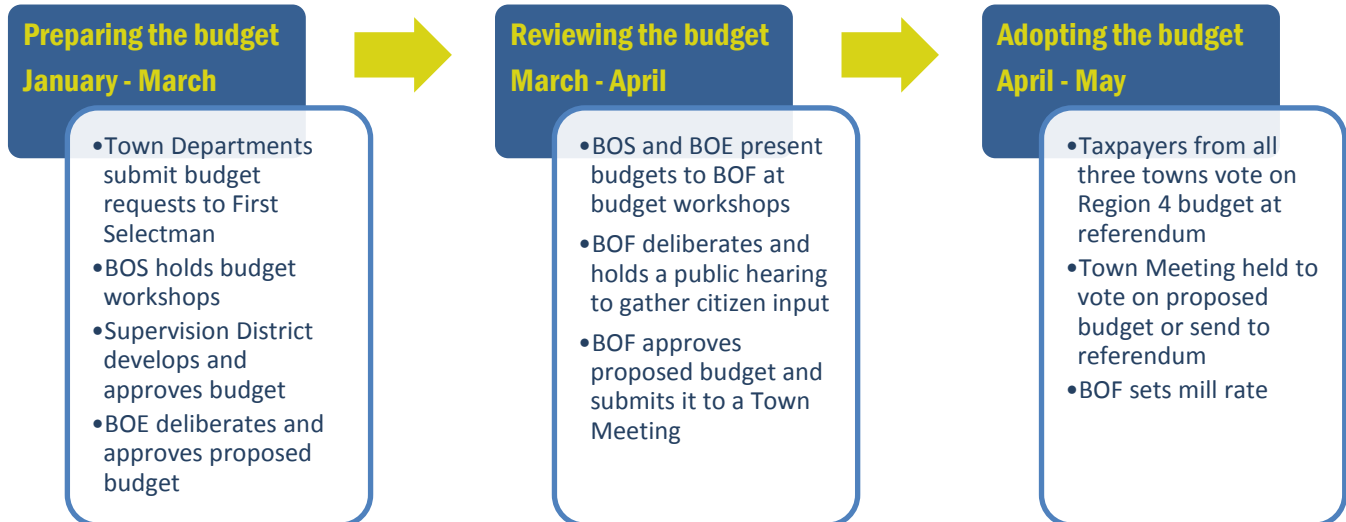 Preparing the budget
January - March
•Town Departments
submit budget
requests to First
Selectman
•BOS holds budget
workshops
•Supervision District
develops and
approves budget
•BOE deliberates and
approves proposed
budget
Reviewing the budget
March - April
•BOS and BOE present
budgets to BOF at
budget workshops
•BOF deliberates and
holds a public hearing
to gather citizen input
•BOF approves
proposed budget and
submits it to a Town
Meeting
Adopting the budget
April - May
•Taxpayers from all
three towns vote on
Region 4 budget at
referendum
•Town Meeting held to
vote on proposed
budget or send to
referendum
•BOF sets mill rate